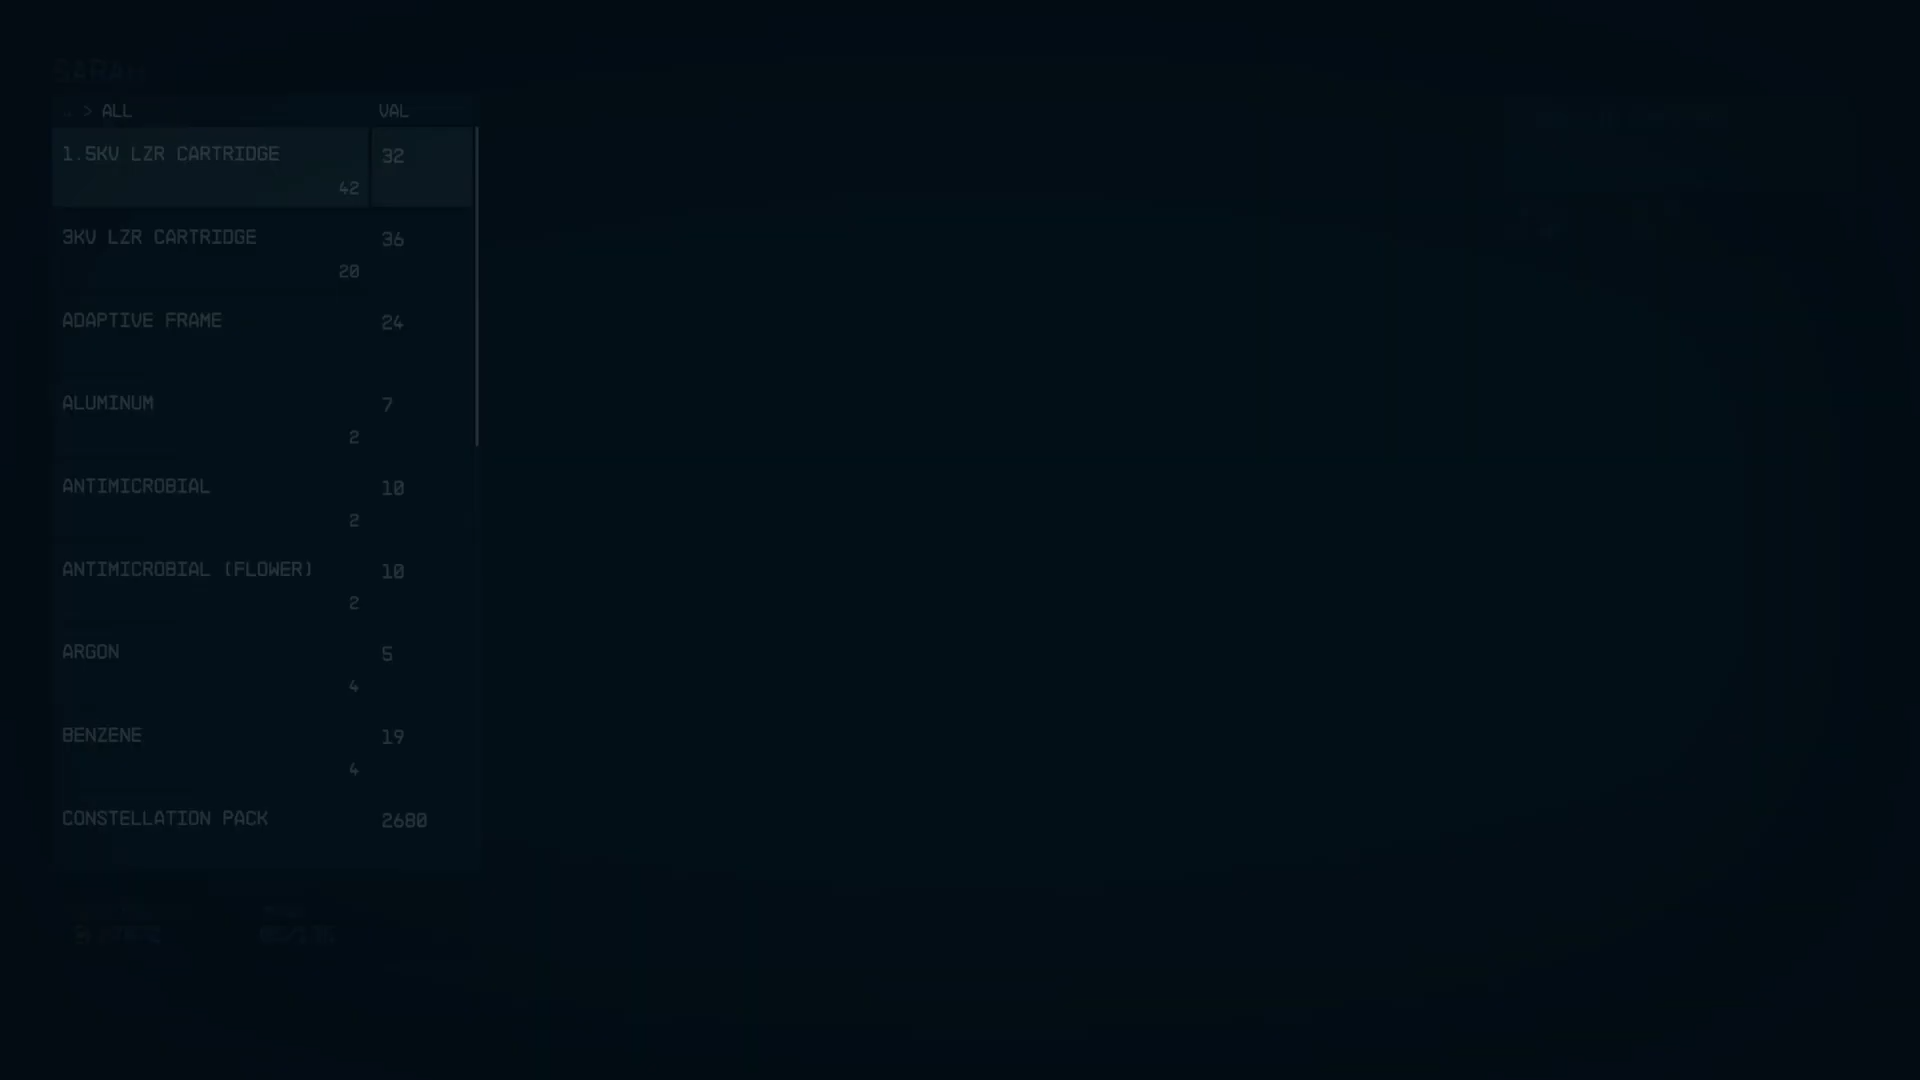 SARAH
.. > ALL VAL
1.5KV LZR CARTRIDGE 32
42
3KV LZR CARTRIDGE 36
20
ADAPTIVE FRAME 24
ALUMINUM 7
2
ANTIMICROBIAL 10
2
ANTIMICROBIAL (FLOWER) 10
2
ARGON 5
4
BENZENE 19
4
CONSTELLATION PACK 2680